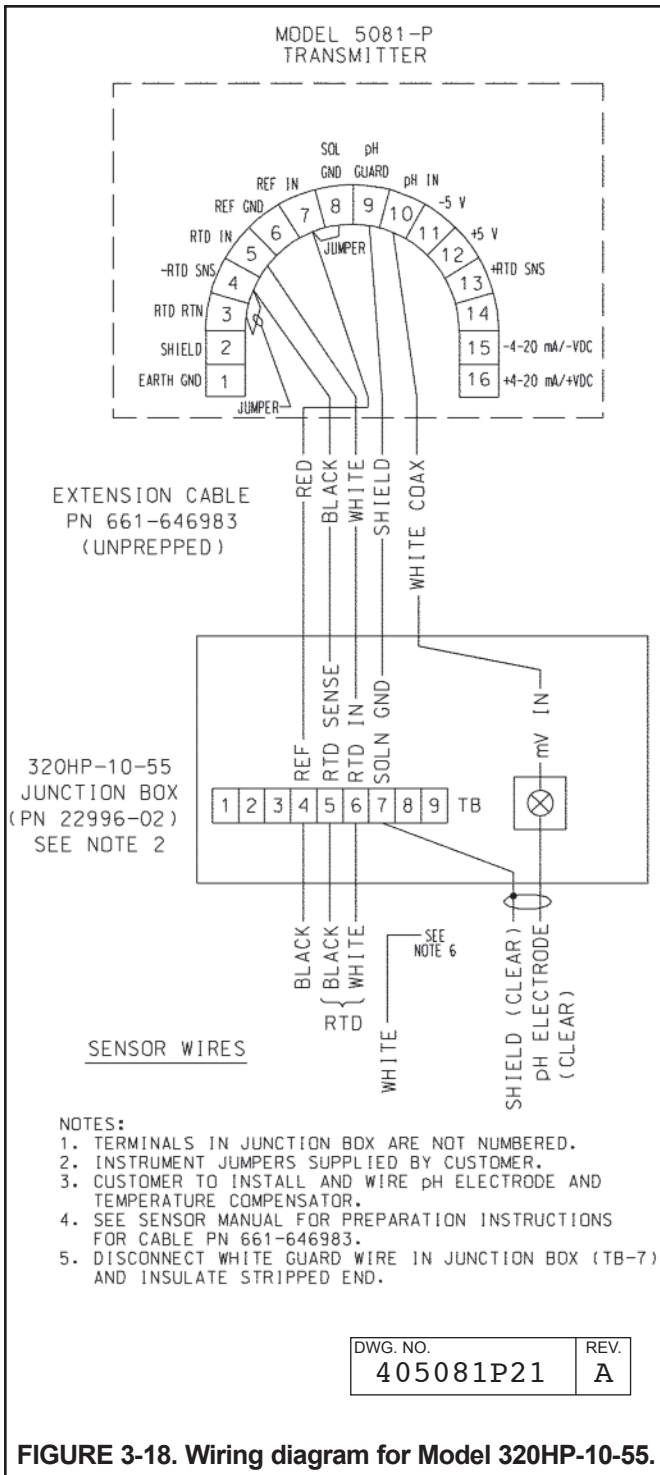 MODEL 5081-P
TRANSMITTER
SOL
GND
pH
GUARD
REF IN
pH IN
REF GND
-5 V
RTD IN
+5 V
-RTD SNS
+RTD SNS
RTD RTN
SHIELD
-4-20 mA/-VDC
EARTH GND
+4-20 mA/+VDC
1
2
3
4
5
6
7
8
9
10
11
12
13
14
15
16
JUMPER
JUMPER
EXTENSION CABLE
PN 661-646983
(UNPREPPED)
RED
BLACK
WHITE
SHIELD
WHITE COAX
320HP-10-55
JUNCTION BOX
(PN 22996-02)
SEE NOTE 2
REF
RTD SENSE
RTD IN
SOLN GND
mV IN
1 2 3 4 5 6 7 8 9 TB
BLACK
BLACK
WHITE
RTD
WHITE
SEE
NOTE 6
SHIELD (CLEAR)
pH ELECTRODE
(CLEAR)
SENSOR WIRES
NOTES:
1. TERMINALS IN JUNCTION BOX ARE NOT NUMBERED.
2. INSTRUMENT JUMPERS SUPPLIED BY CUSTOMER.
3. CUSTOMER TO INSTALL AND WIRE pH ELECTRODE AND
TEMPERATURE COMPENSATOR.
4. SEE SENSOR MANUAL FOR PREPARATION INSTRUCTIONS
FOR CABLE PN 661-646983.
5. DISCONNECT WHITE GUARD WIRE IN JUNCTION BOX (TB-7)
AND INSULATE STRIPPED END.
DWG. NO.
405081P21
REV.
A
FIGURE 3-18. Wiring diagram for Model 320HP-10-55.